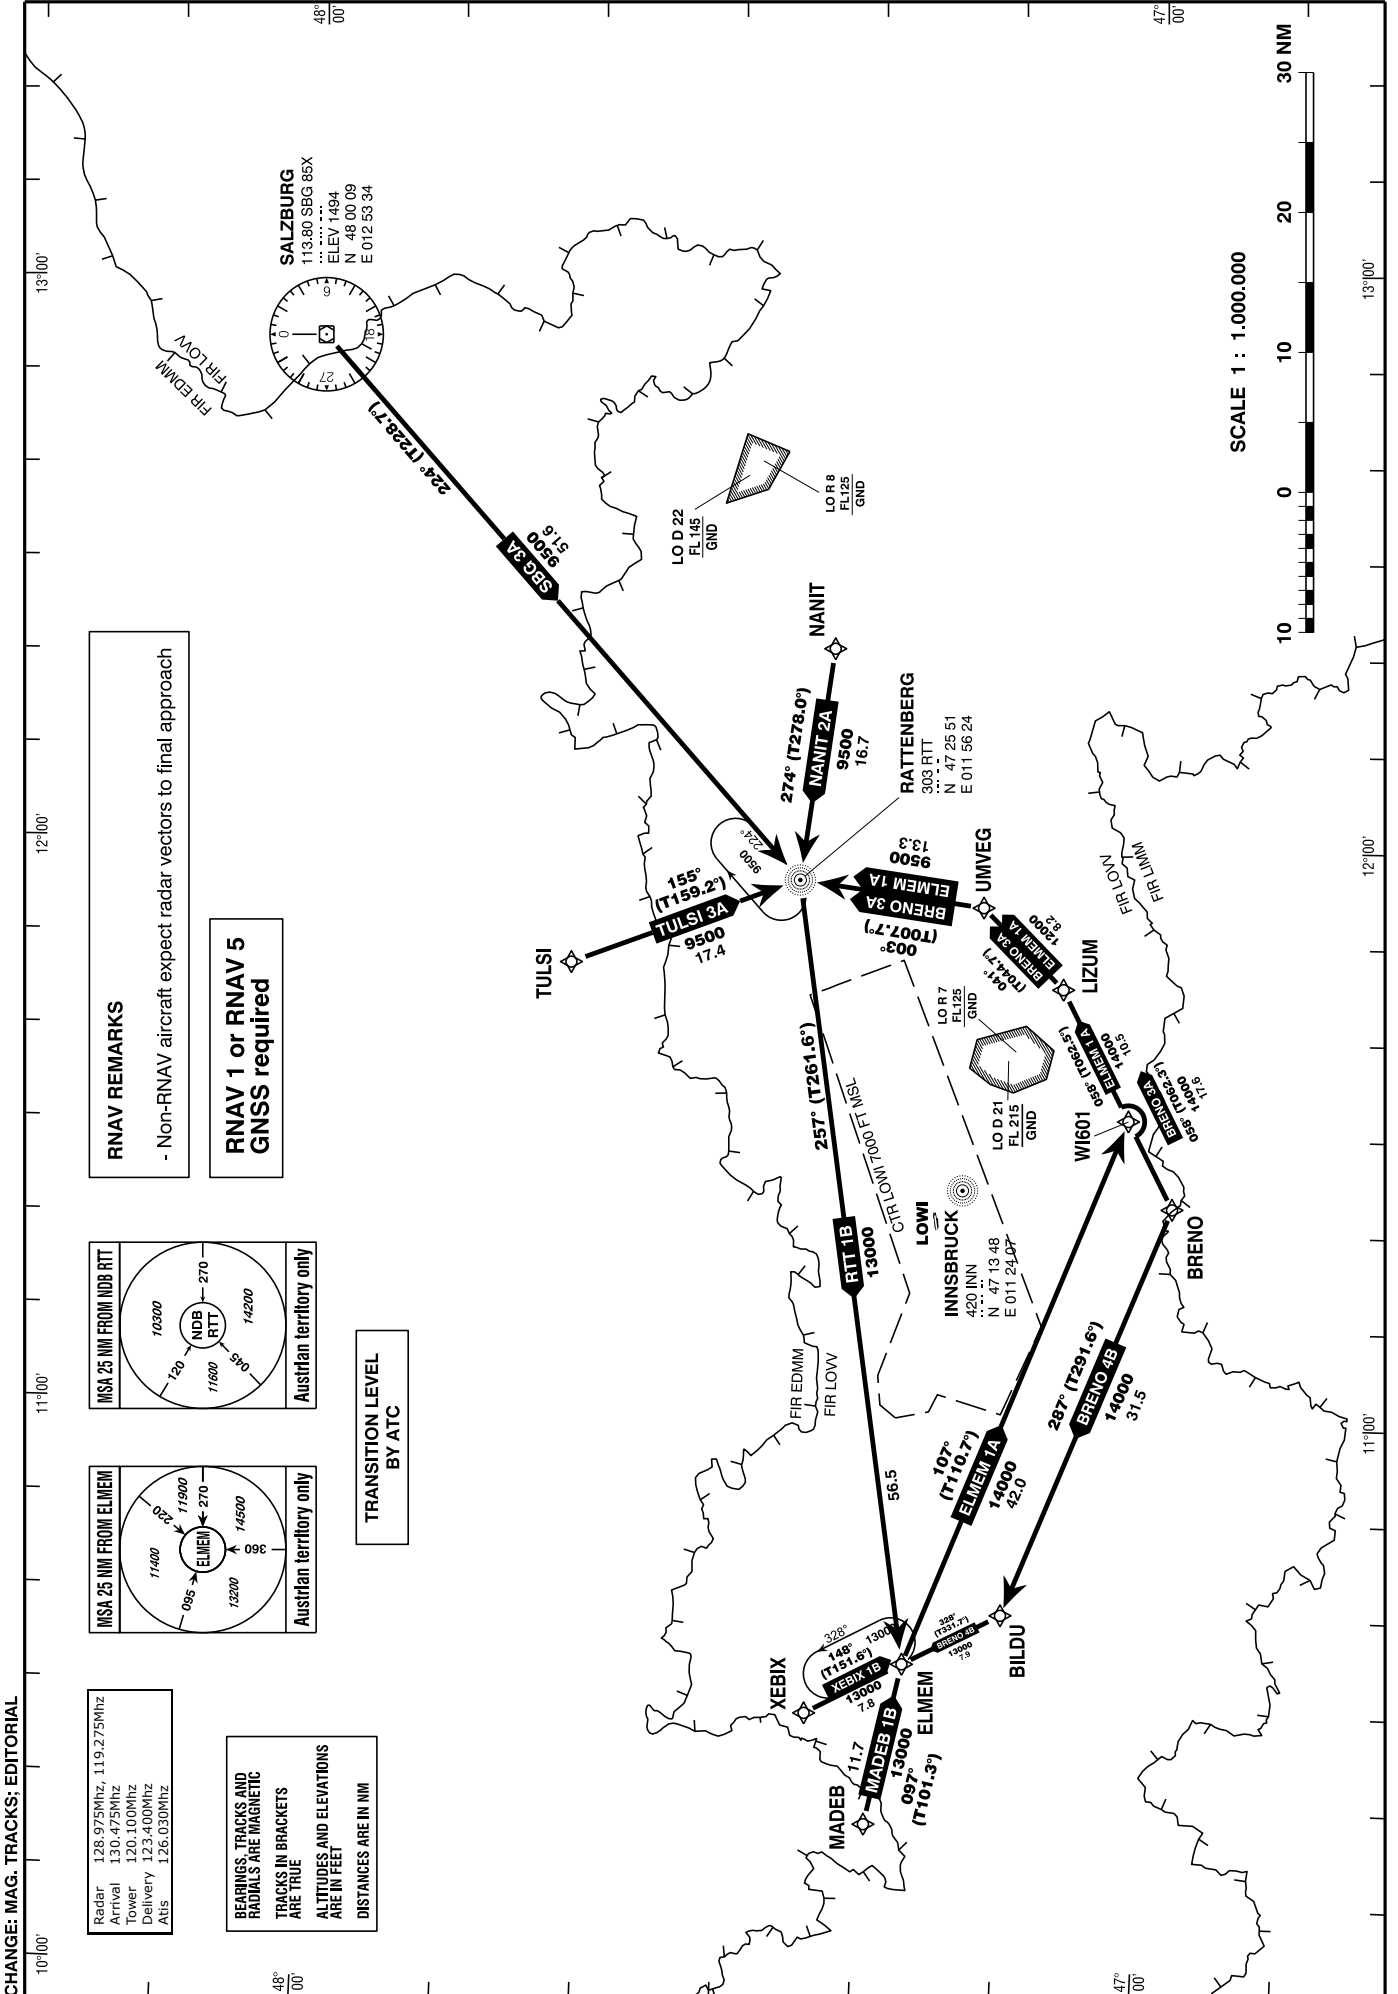 CHANGE: MAG. TRACKS; EDITORIAL
10°00'
11°00'
12°00'
13°00'
48°
00'
48°
00'
47°
00'
47°
00'
11°00'
12°00'
13°00'
Radar 128.975Mhz, 119.275Mhz
Arrival 130.475Mhz
Tower 120.100Mhz
Delivery 123.400Mhz
Atis 126.030Mhz
BEARINGS, TRACKS AND
RADIALS ARE MAGNETIC
TRACKS IN BRACKETS
ARE TRUE
ALTITUDES AND ELEVATIONS
ARE IN FEET
DISTANCES ARE IN NM
MSA 25 NM FROM ELMEM
220
11900
11400
270
ELMEM
095
360
14500
13200
Austrian territory only
MSA 25 NM FROM NDB RTT
10300
120
NDB
RTT
270
11600
045
14200
Austrian territory only
TRANSITION LEVEL
BY ATC
RNAV REMARKS
- Non-RNAV aircraft expect radar vectors to final approach
RNAV 1 or RNAV 5
GNSS required
FIR EDMM
FIR LOVV
SALZBURG
113.80 SBG 85X
ELEV 1494
N 48 00 09
E 012 53 34
0
9
18
27
224° (T228.7°)
SBG 3A
9500
51.6
TULSI
155°
(T159.2°)
TULSI 3A
9500
17.4
9500
224°
NANIT
274° (T278.0°)
NANIT 2A
9500
16.7
RATTENBERG
303 RTT
N 47 25 51
E 011 56 24
LO D 22
FL 145
GND
LO R 8
FL125
GND
257° (T261.6°)
RTT 1B
13000
56.5
CTR LOWI 7000 FT MSL
FIR EDMM
FIR LOVV
LOWI
INNSBRUCK
420 INN
N 47 13 48
E 011 24 07
LO R 7
FL125
GND
LO D 21
FL 215
GND
UMVEG
003°
(T007.7°)
BRENO 3A
ELMEM 1A
9500
13.3
LIZUM
041°
(T044.7°)
BRENO 3A
ELMEM 1A
12000
8.2
WI601
058° (T062.5°)
ELMEM 1A
14000
10.5
BRENO 3A
058° (T062.3°)
14000
17.6
FIR LOVV
FIR LIMM
BRENO
287° (T291.6°)
BRENO 4B
14000
31.5
107°
(T110.7°)
ELMEM 1A
14000
42.0
BILDU
328°
(T331.7°)
BRENO 4B
13000
7.9
ELMEM
XEBIX
328°
13000
148°
(T151.6°)
XEBIX 1B
13000
7.8
MADEB
11.7
MADEB 1B
13000
097°
(T101.3°)
SCALE 1 : 1.000.000
10
0
10
20
30 NM